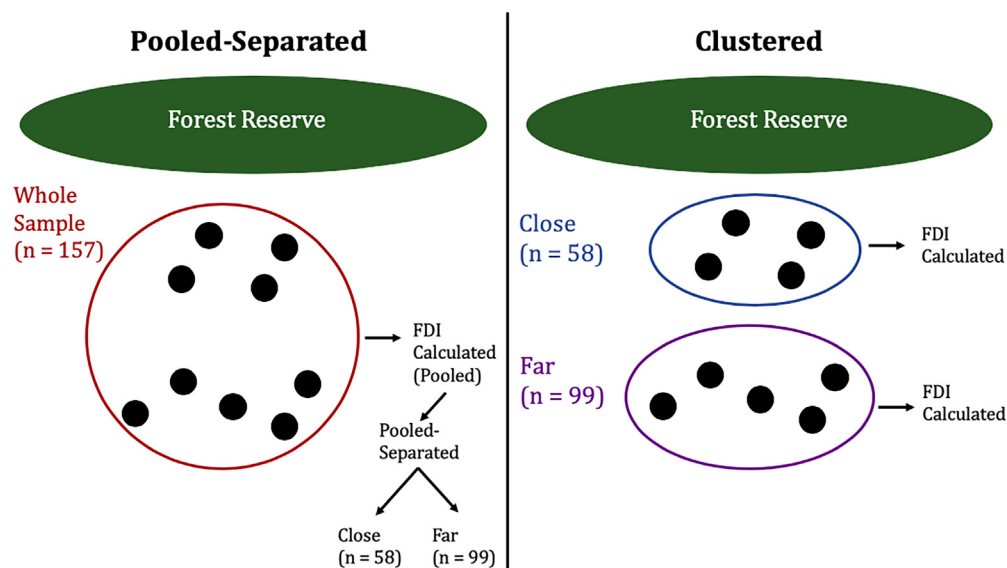 Pooled-Separated
Forest Reserve
Whole
Sample
(n = 157)
FDI
Calculated
(Pooled)
Pooled-
Separated
Close
(n = 58)
Far
(n = 99)
Clustered
Forest Reserve
Close
(n = 58)
FDI
Calculated
Far
(n = 99)
FDI
Calculated